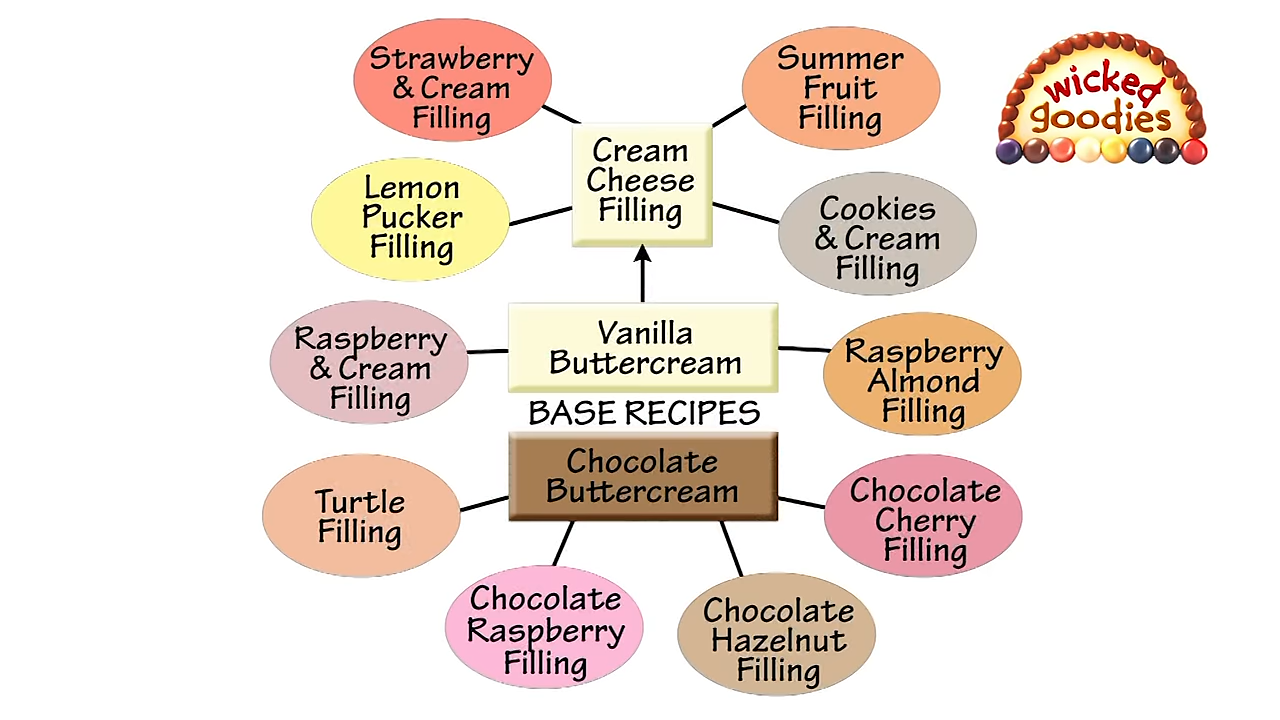 Strawberry
& Cream
Filling
Summer
Fruit
Filling
wicked
goodies
Cream
Cheese
Filling
Lemon
Pucker
Filling
Cookies
& Cream
Filling
Raspberry
& Cream
Filling
Vanilla
Buttercream
Raspberry
Almond
Filling
BASE RECIPES
Chocolate
Buttercream
Turtle
Filling
Chocolate
Cherry
Filling
Chocolate
Raspberry
Filling
Chocolate
Hazelnut
Filling